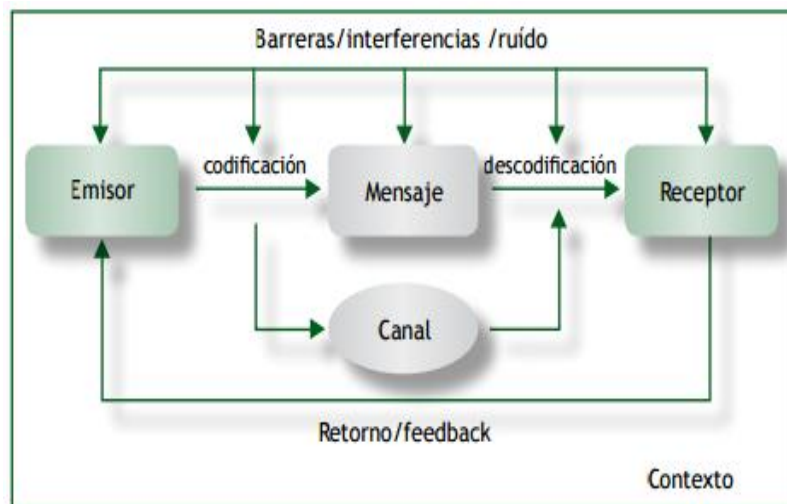 Barreras/interferencias /ruído
codificación
descodificación
Emisor
Mensaje
Receptor
Canal
Retorno/feedback
Contexto